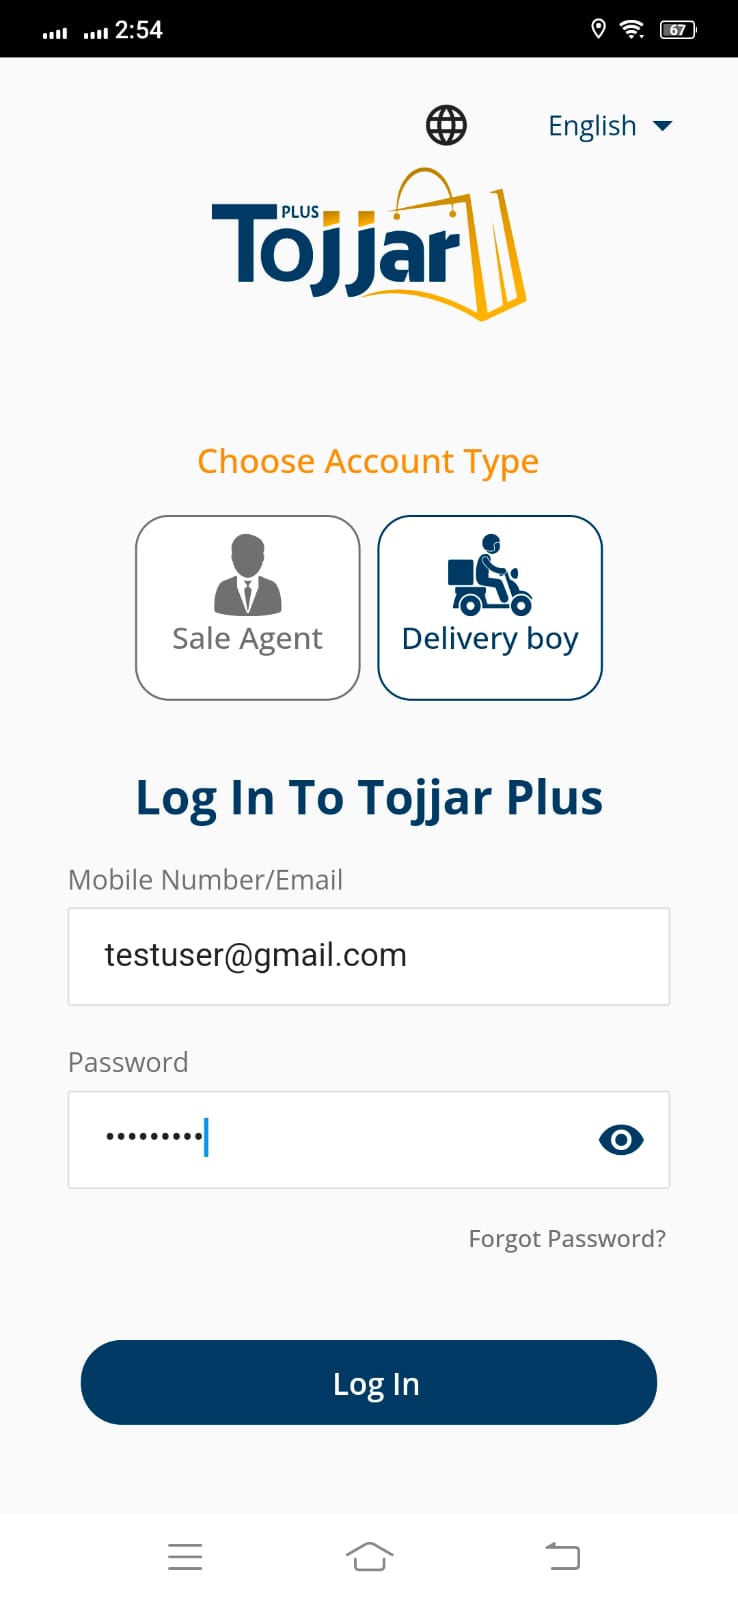 2:54
67
English
PLUS
Tojjar
Choose Account Type
Sale Agent
Delivery boy
Log In To Tojjar Plus
Mobile Number/Email
testuser@gmail.com
Password
•••••••••
Forgot Password?
Log In